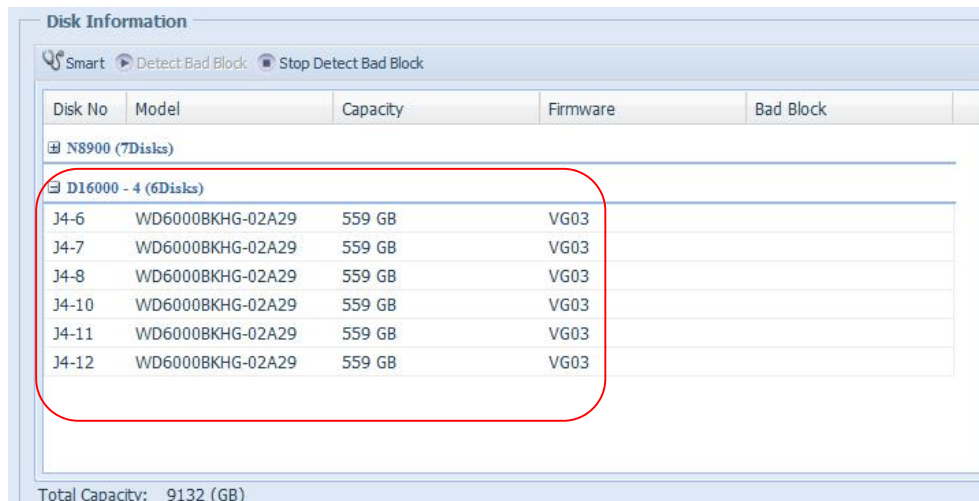 Disk Information
Smart Detect Bad Block Stop Detect Bad Block
Disk No Model Capacity Firmware Bad Block
N8900 (7Disks)
D16000 - 4 (6Disks)
J4-6 WD6000BKHG-02A29 559 GB VG03
J4-7 WD6000BKHG-02A29 559 GB VG03
J4-8 WD6000BKHG-02A29 559 GB VG03
J4-10 WD6000BKHG-02A29 559 GB VG03
J4-11 WD6000BKHG-02A29 559 GB VG03
J4-12 WD6000BKHG-02A29 559 GB VG03
Total Capacity: 9132 (GB)